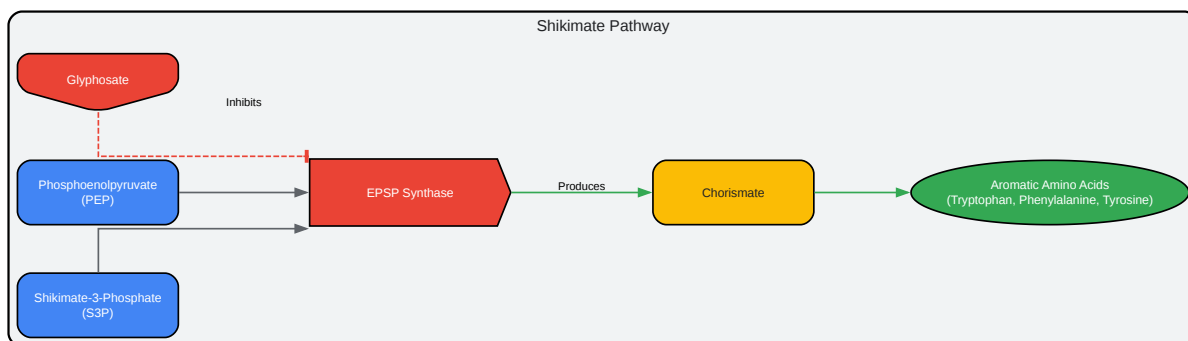 Shikimate Pathway
Glyphosate
Inhibits
Phosphoenolpyruvate
(PEP)
EPSP Synthase
Produces
Chorismate
Aromatic Amino Acids
(Tryptophan, Phenylalanine, Tyrosine)
Shikimate-3-Phosphate
(S3P)